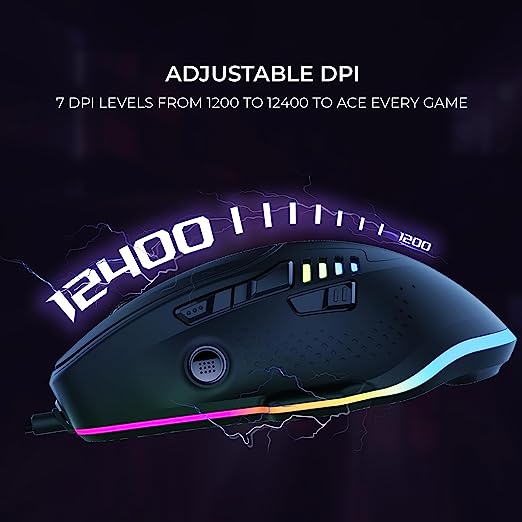 ADJUSTABLE DPI
7 DPI LEVELS FROM 1200 TO 12400 TO ACE EVERY GAME
12400
1200